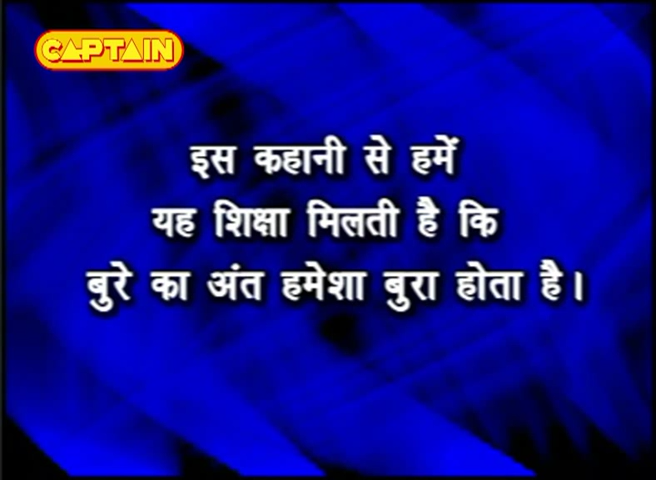 CAPTAIN
इस कहानी से हमें
यह शिक्षा मिलती है कि
बुरे का अंत हमेशा बुरा होता है।